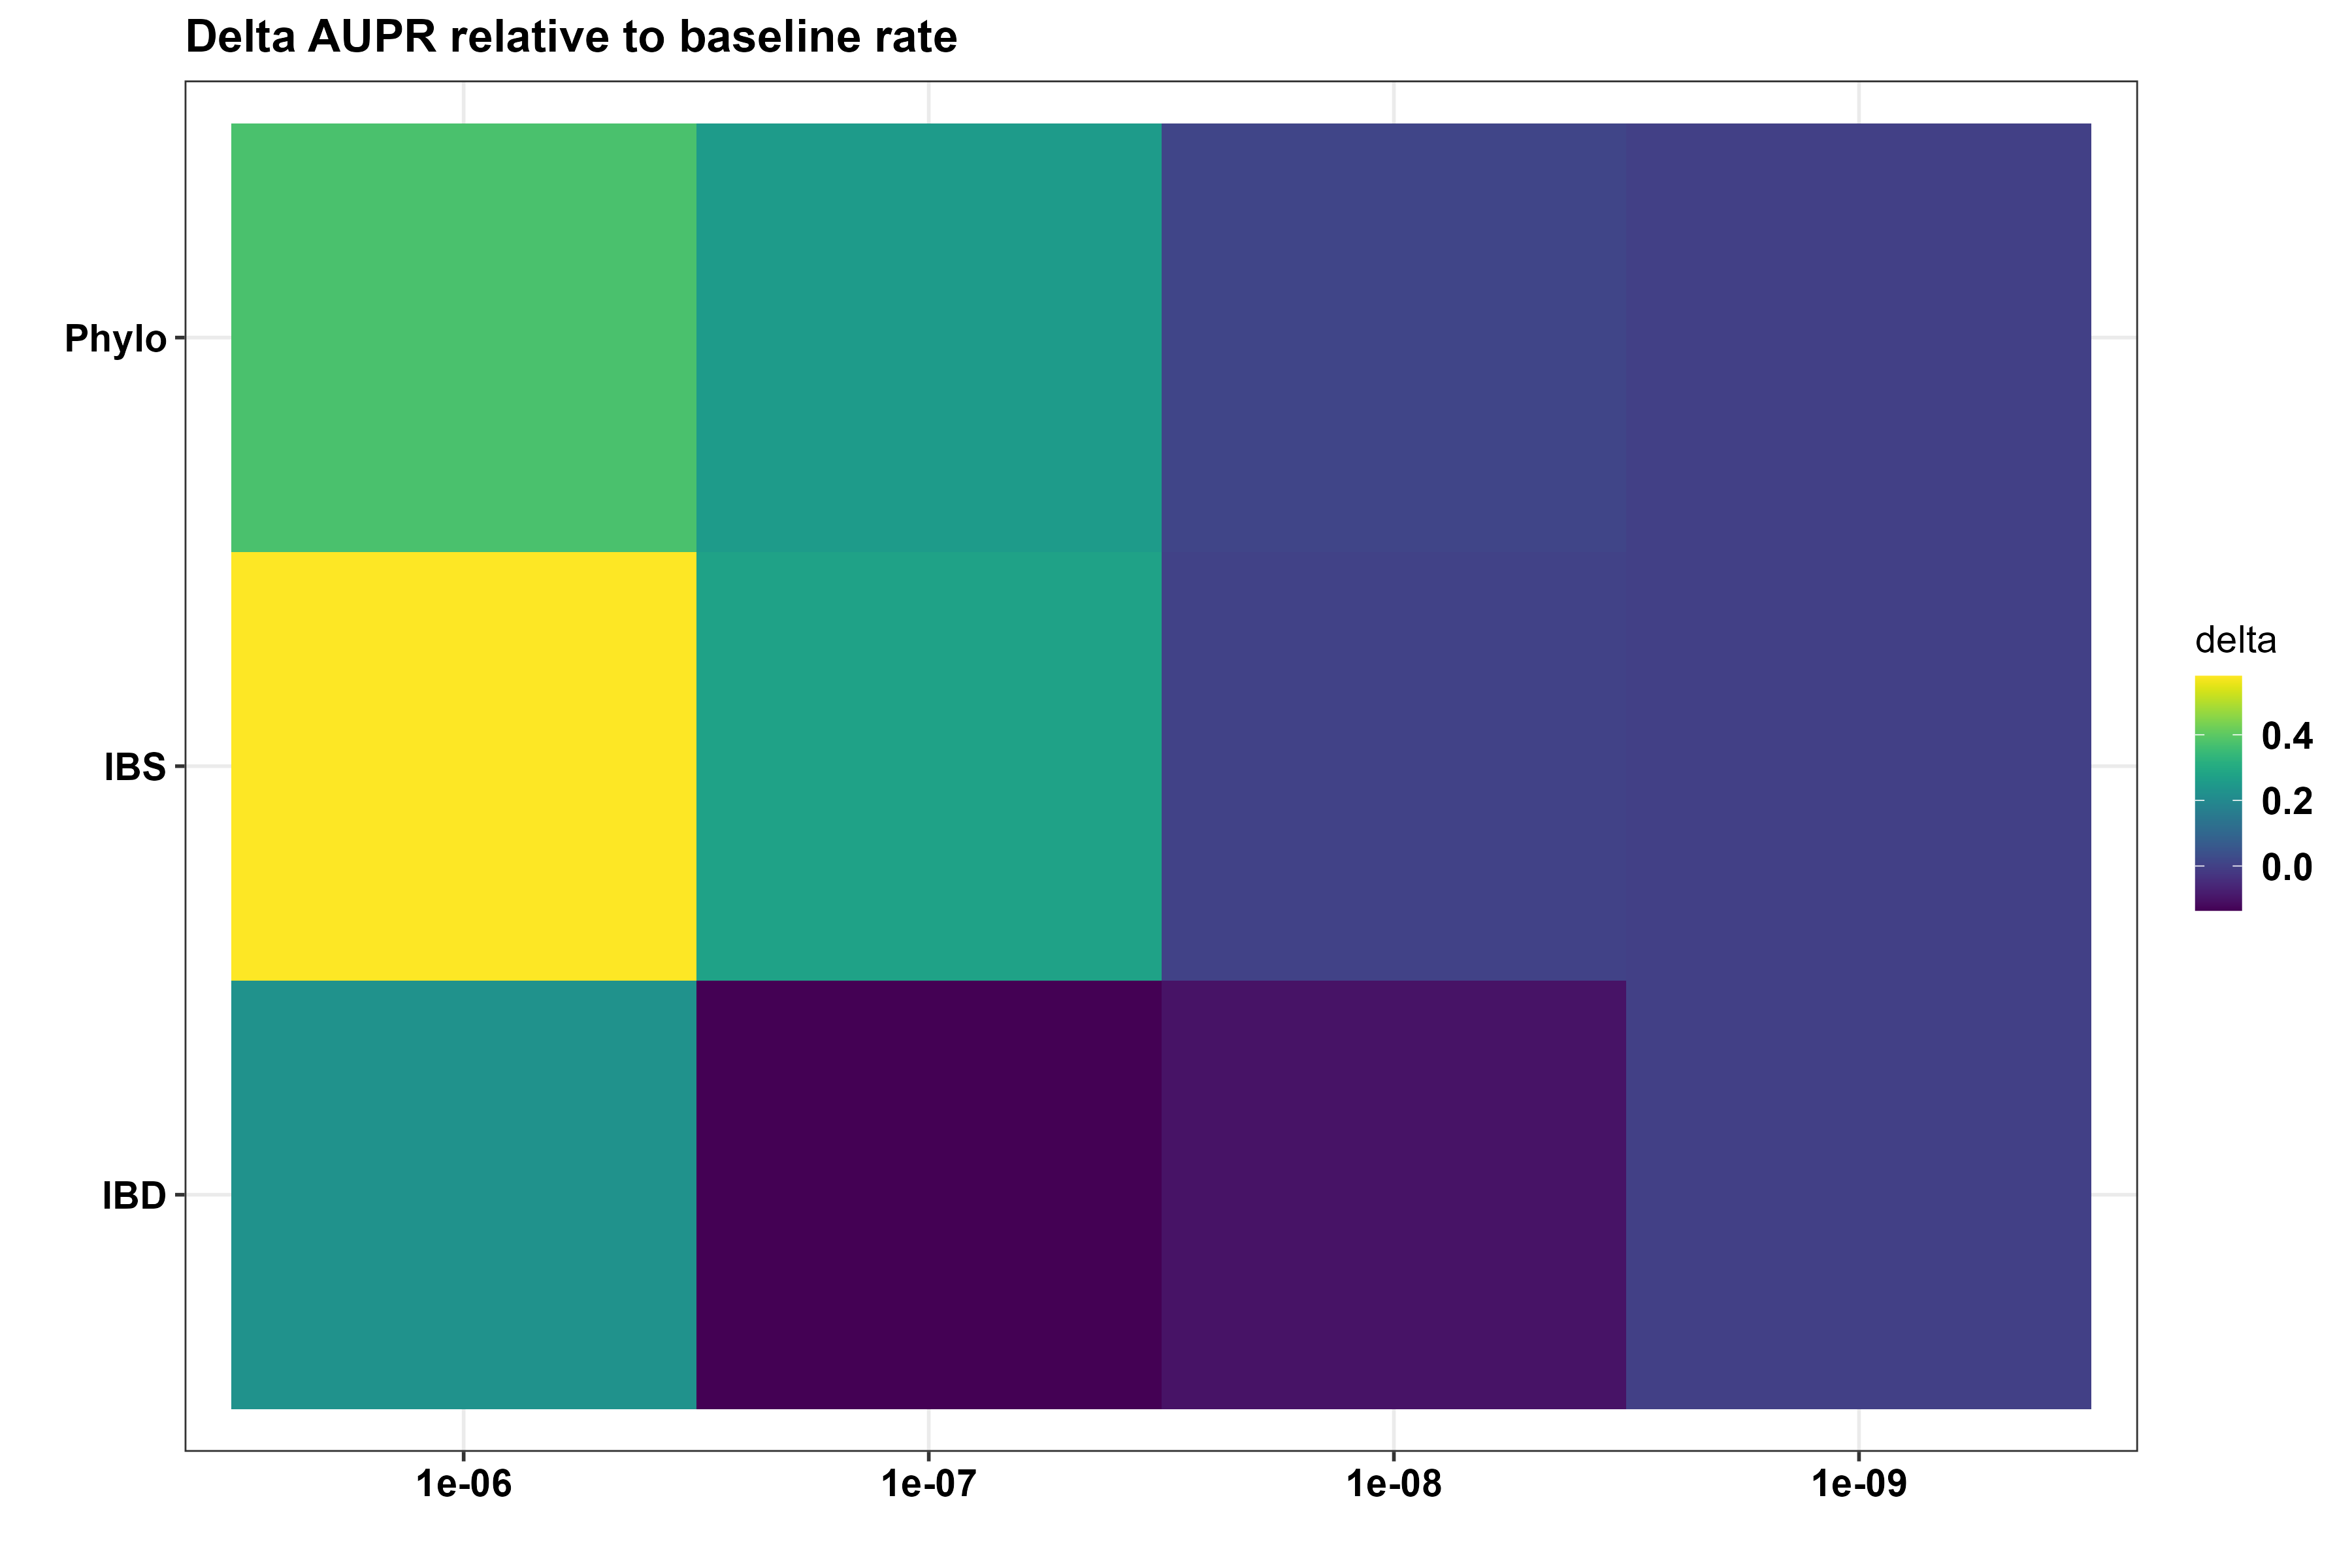 Delta AUPR relative to baseline rate
Phylo
IBS
IBD
1e-06
1e-07
1e-08
1e-09
delta
0.4
0.2
0.0